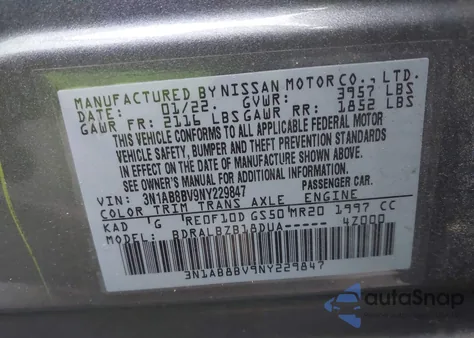 MANUFACTURED BY NISSAN MOTOR CO., LTD.
DATE: 01/22. GVWR: 3957 LBS
GAWR FR: 2116 LBS GAWR RR: 1852 LBS
THIS VEHICLE CONFORMS TO ALL APPLICABLE FEDERAL MOTOR
VEHICLE SAFETY, BUMPER, AND THEFT PREVENTION STANDARDS
IN EFFECT ON THE DATE OF MANUFACTURE SHOWN ABOVE.
SEE OWNER'S MANUAL FOR ADDITIONAL INFORMATION.
VIN: 3N1AB8BV9NY229847 PASSENGER CAR.
COLOR TRIM TRANS AXLE ENGINE
KAD G RE0F10D GS50 MR20 1997 CC
MODEL: BDRALBZB18DUA- 4Z000
3N1AB8BV9NY229847
autoSnap